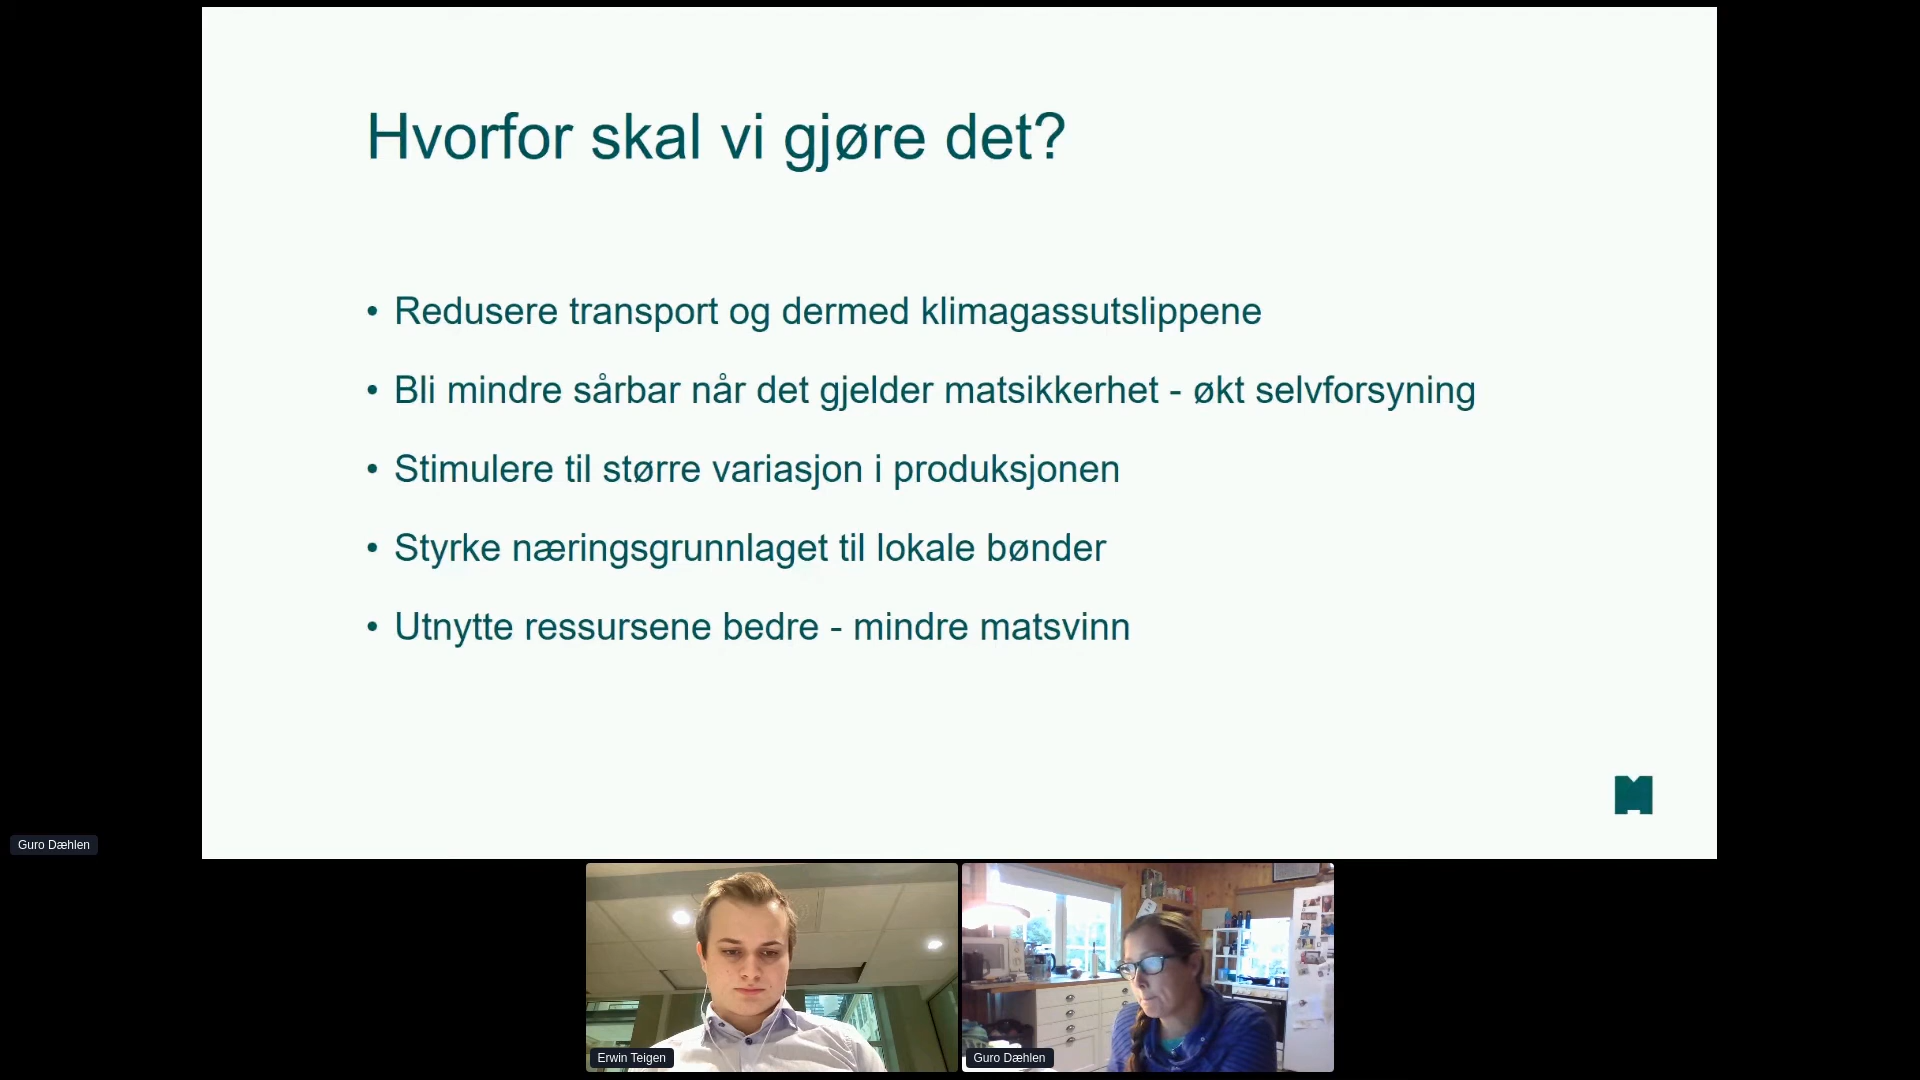 Hvorfor skal vi gjøre det?
• Redusere transport og dermed klimagassutslippene
• Bli mindre sårbar når det gjelder matsikkerhet - økt selvforsyning
• Stimulere til større variasjon i produksjonen
• Styrke næringsgrunnlaget til lokale bønder
• Utnytte ressursene bedre - mindre matsvinn
Guro Dæhlen
Erwin Teigen
Guro Dæhlen